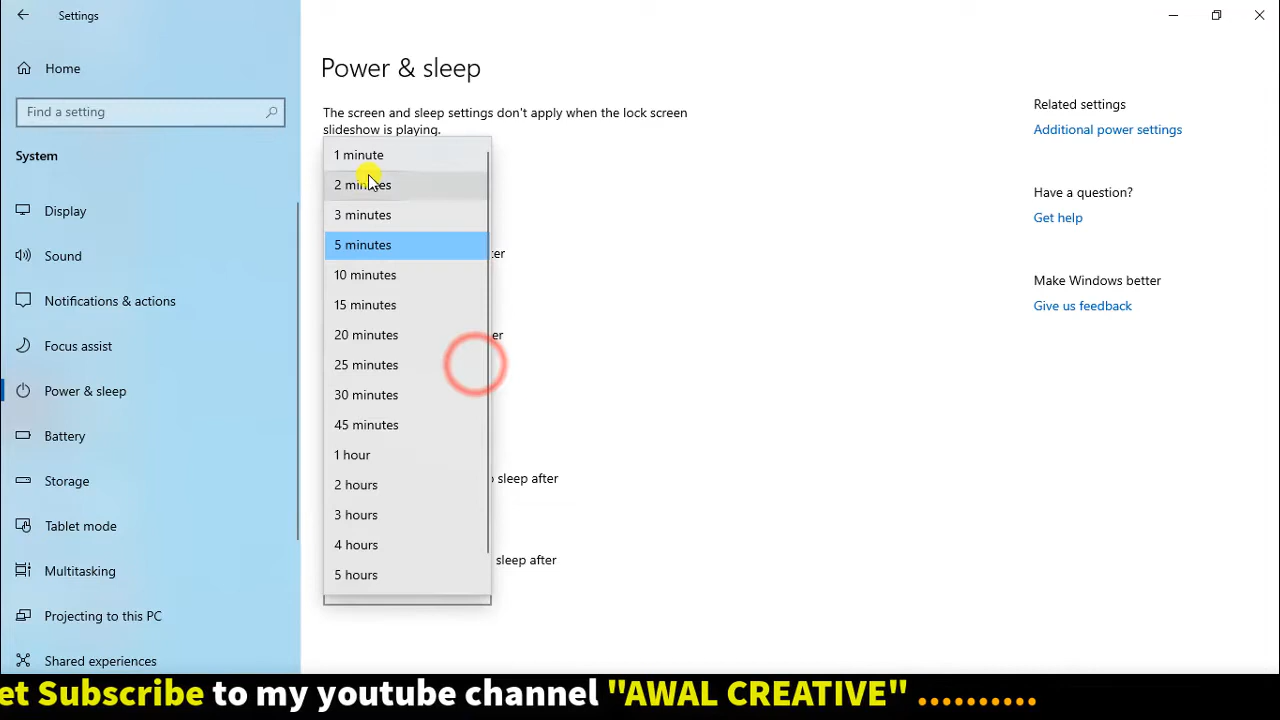 Settings
Home
Find a setting
System
Display
Sound
Notifications & actions
Focus assist
Power & sleep
Battery
Storage
Tablet mode
Multitasking
Projecting to this PC
Shared experiences
Power & sleep
The screen and sleep settings don't apply when the lock screen
slideshow is playing.
1 minute
2 minutes
3 minutes
5 minutes
10 minutes
15 minutes
20 minutes
25 minutes
30 minutes
45 minutes
1 hour
2 hours
3 hours
4 hours
5 hours
ter
er
sleep after
sleep after
Related settings
Additional power settings
Have a question?
Get help
Make Windows better
Give us feedback
et Subscribe to my youtube channel "AWAL CREATIVE" ..........